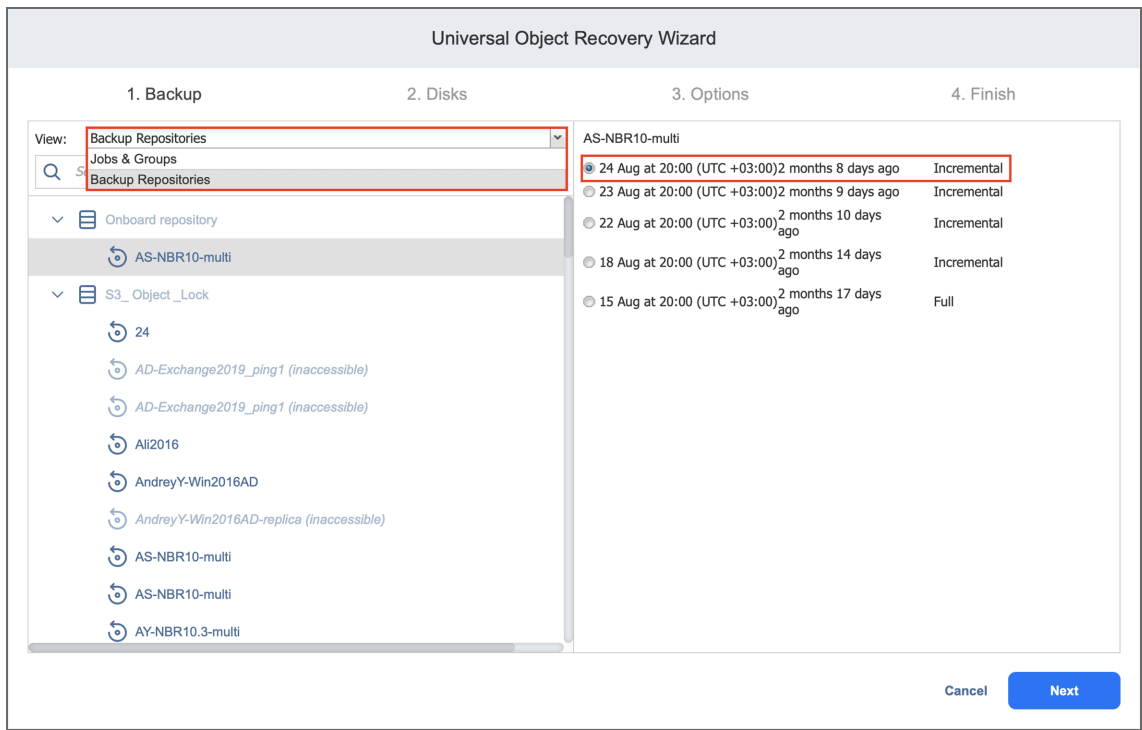 Universal Object Recovery Wizard
1. Backup
2. Disks
3. Options
4. Finish
View:
Backup Repositories
Jobs & Groups
Backup Repositories
Onboard repository
AS-NBR10-multi
S3_ Object _Lock
24
AD-Exchange2019_ping1 (inaccessible)
AD-Exchange2019_ping1 (inaccessible)
Ali2016
AndreyY-Win2016AD
AndreyY-Win2016AD-replica (inaccessible)
AS-NBR10-multi
AS-NBR10-multi
AY-NBR10.3-multi
AS-NBR10-multi
24 Aug at 20:00 (UTC +03:00) 2 months 8 days ago Incremental
23 Aug at 20:00 (UTC +03:00) 2 months 9 days ago Incremental
22 Aug at 20:00 (UTC +03:00) 2 months 10 days ago Incremental
18 Aug at 20:00 (UTC +03:00) 2 months 14 days ago Incremental
15 Aug at 20:00 (UTC +03:00) 2 months 17 days ago Full
Cancel
Next